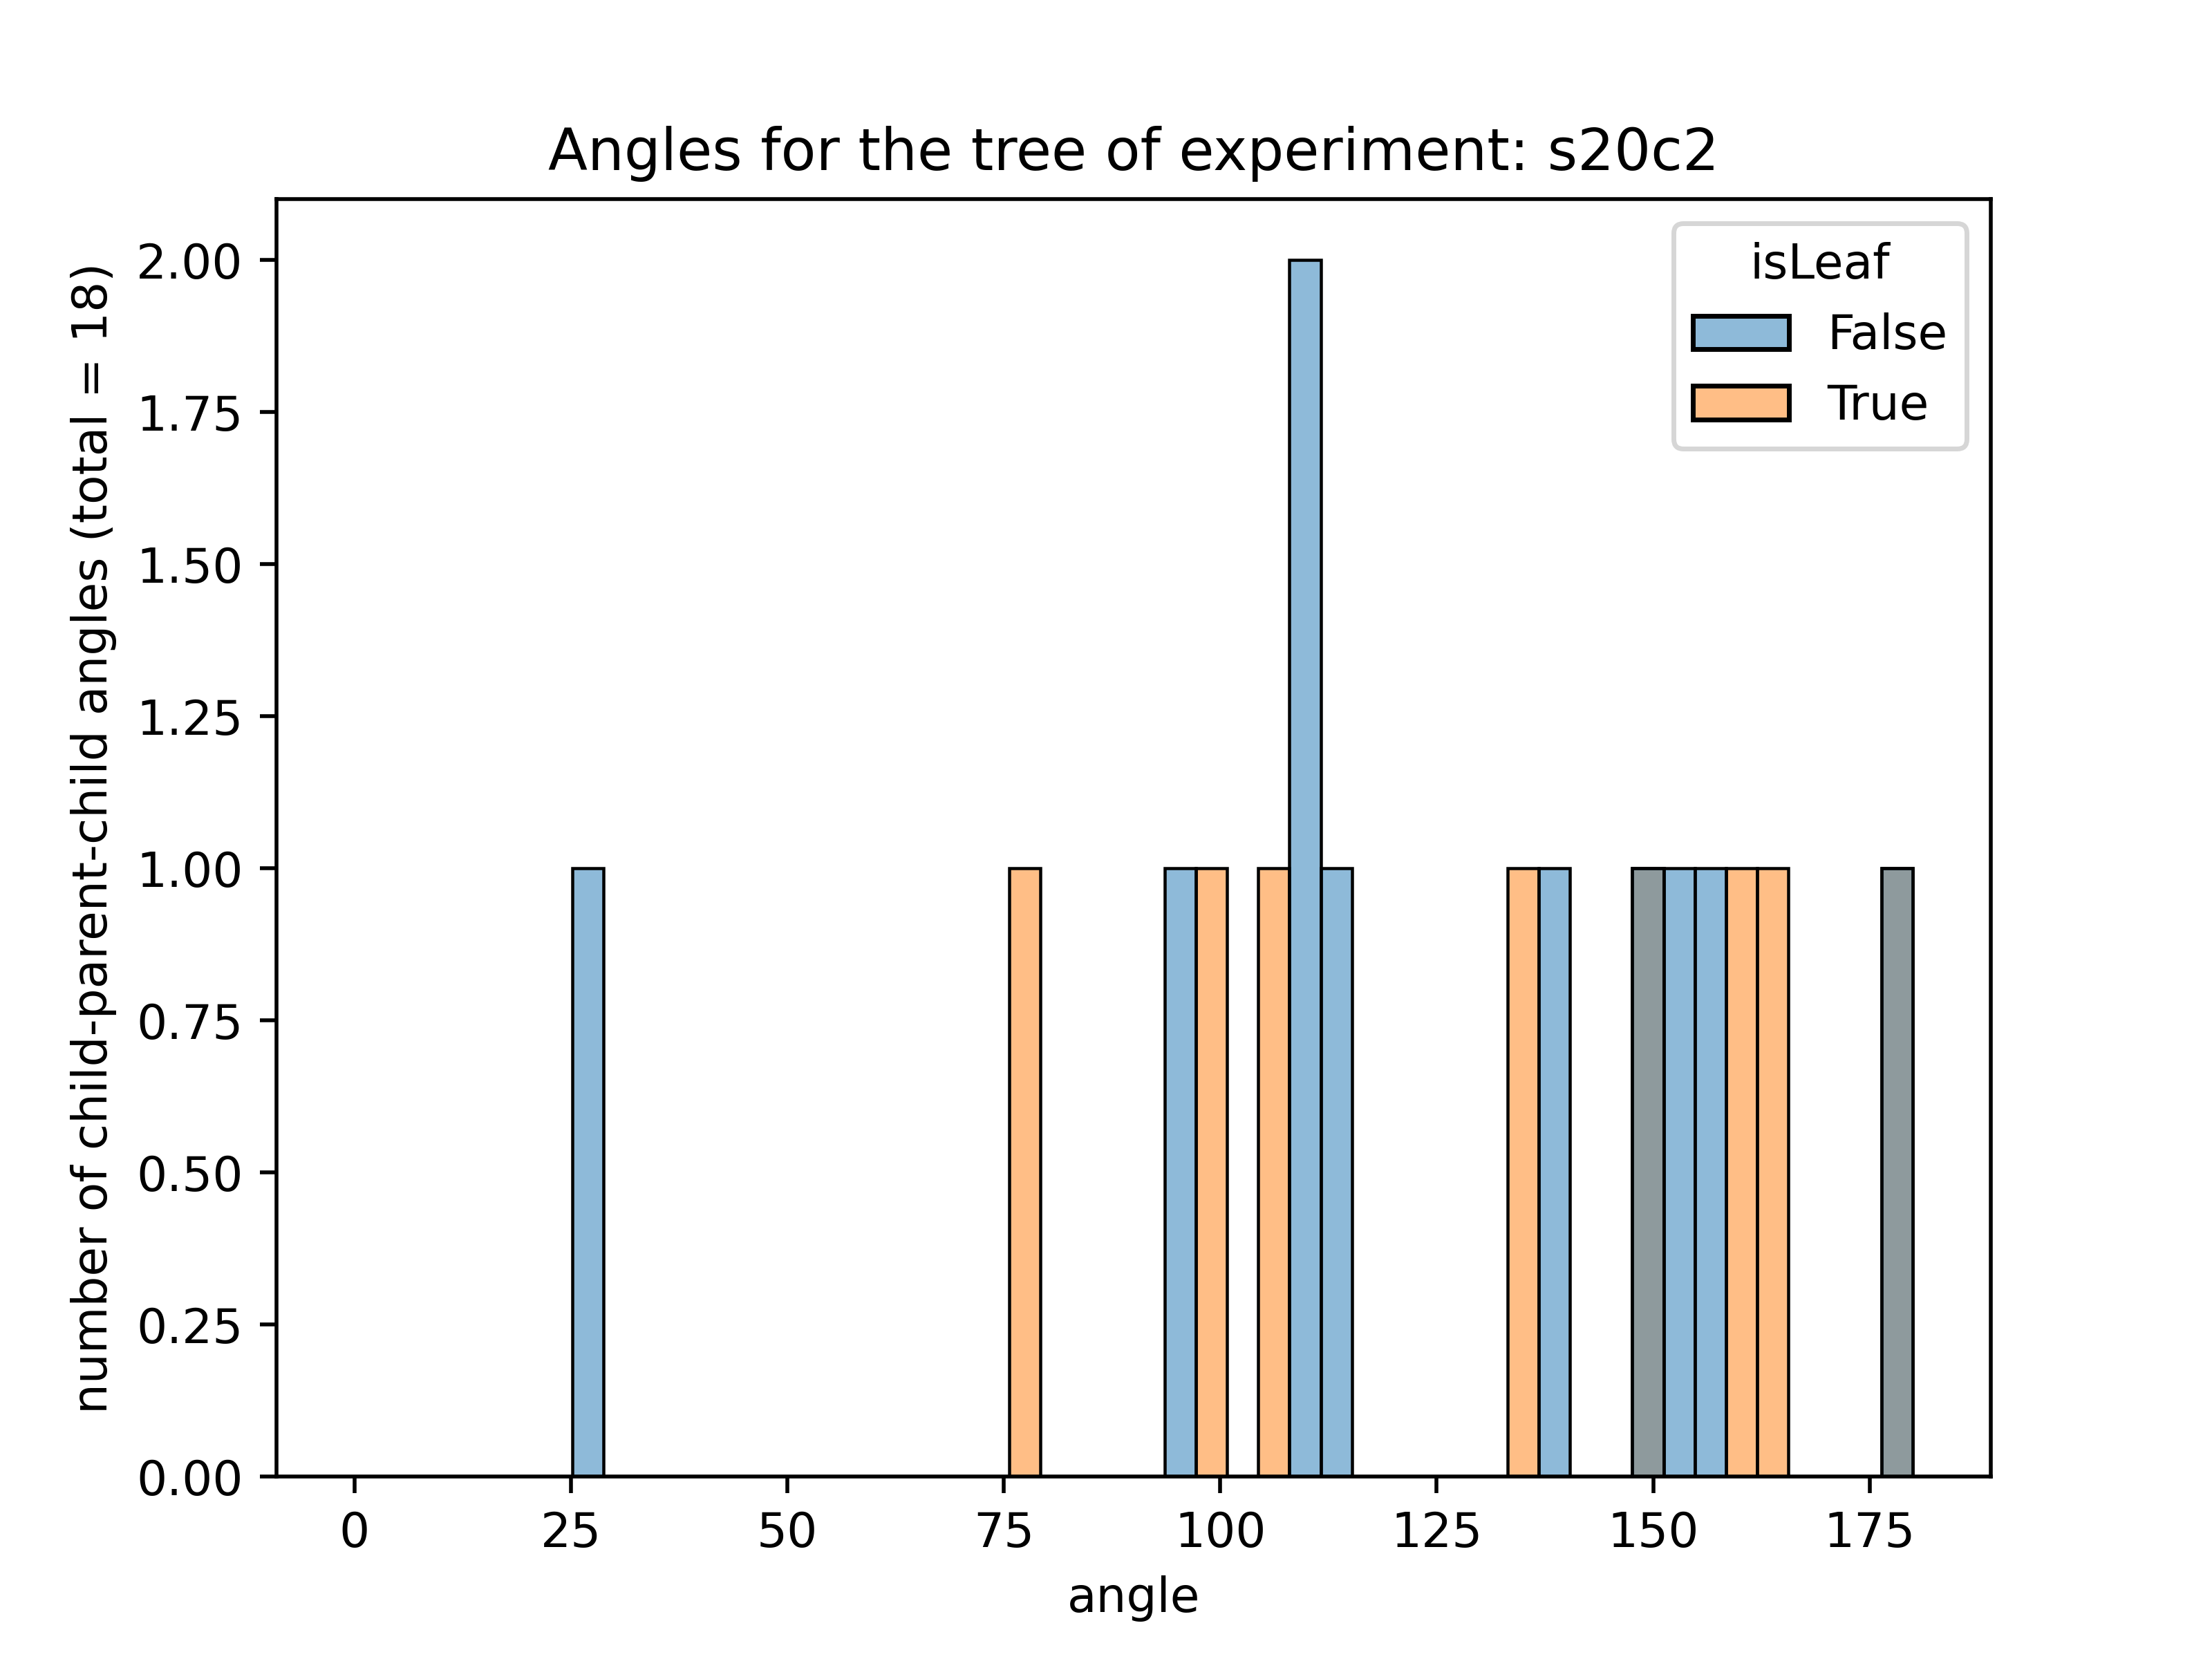 Angles for the tree of experiment: s20c2
number of child-parent-child angles (total = 18)
2.00
1.75
1.50
1.25
1.00
0.75
0.50
0.25
0.00
isLeaf
False
True
0 25 50 75 100 125 150 175
angle